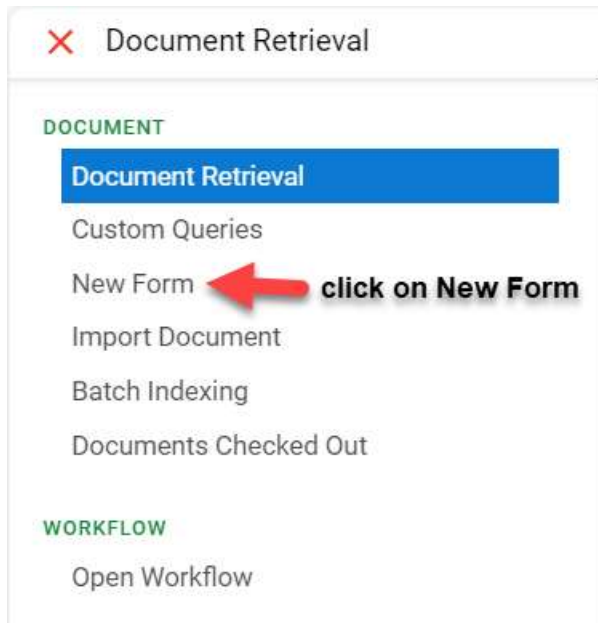 Document Retrieval
DOCUMENT
Document Retrieval
Custom Queries
New Form click on New Form
Import Document
Batch Indexing
Documents Checked Out
WORKFLOW
Open Workflow